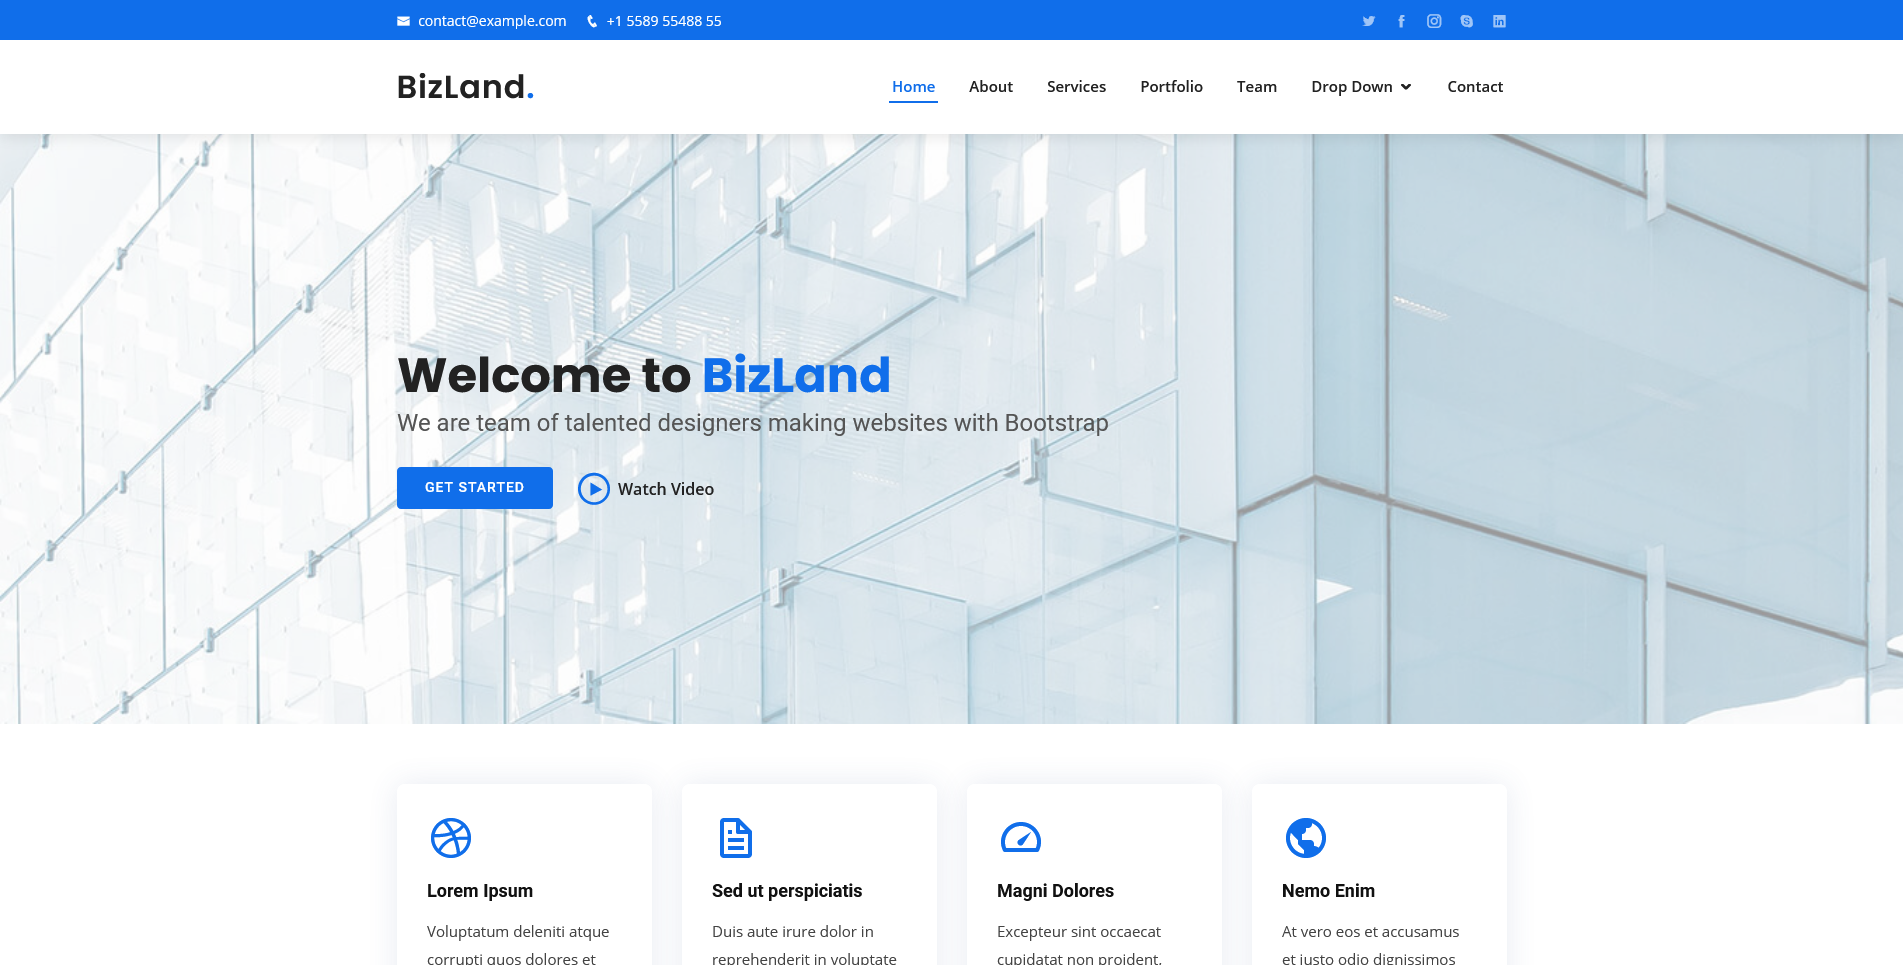 contact@example.com +1 5589 55488 55
BizLand.
Home About Services Portfolio Team Drop Down Contact
Welcome to BizLand
We are team of talented designers making websites with Bootstrap
GET STARTED Watch Video
Lorem Ipsum
Voluptatum deleniti atque
corrupti quos dolores et
Sed ut perspiciatis
Duis aute irure dolor in
reprehenderit in voluptate
Magni Dolores
Excepteur sint occaecat
cupidatat non proident,
Nemo Enim
At vero eos et accusamus
et iusto odio dignissimos